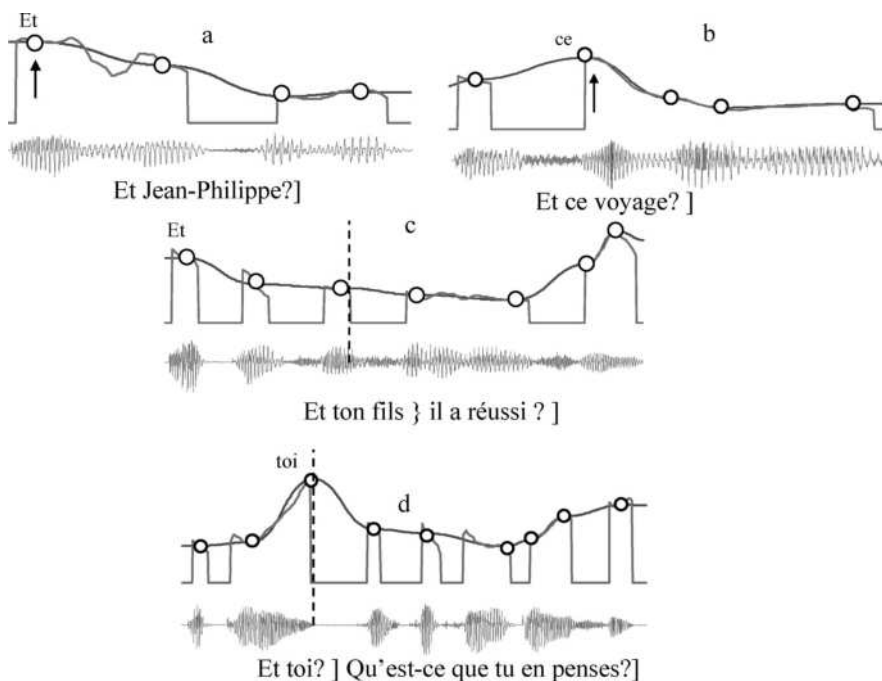 Et
a
Et Jean-Philippe?]
ce
b
Et ce voyage? ]
Et
c
Et ton fils } il a réussi ? ]
toi
d
Et toi? ] Qu'est-ce que tu en penses?]